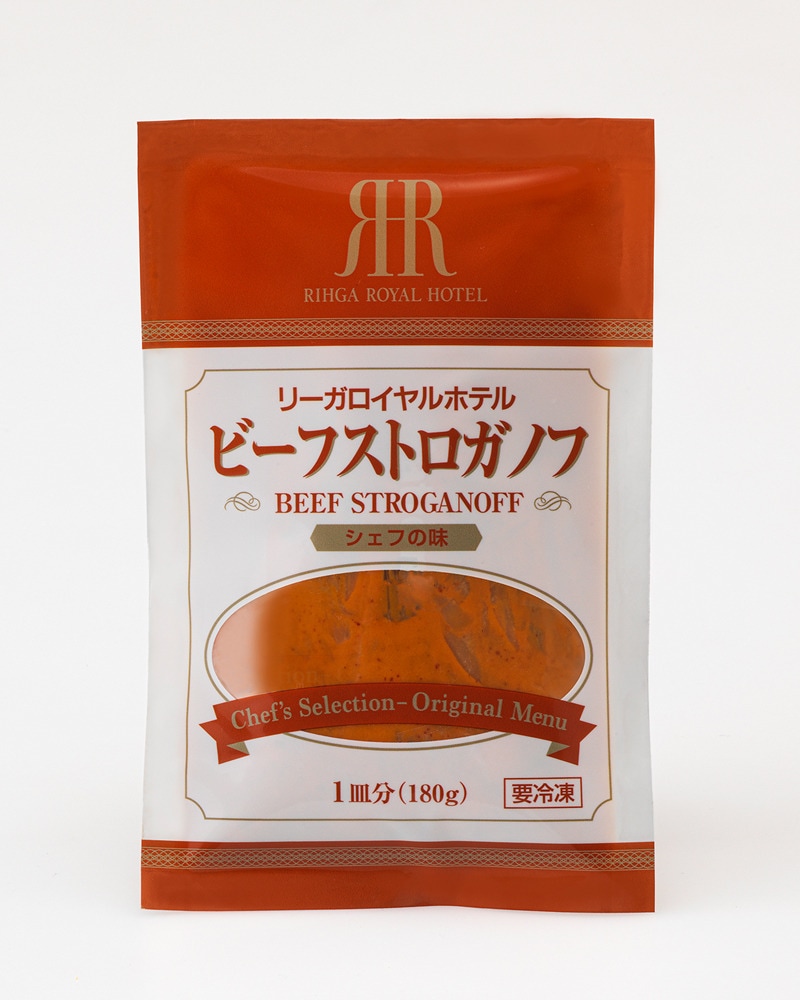 RIHGA ROYAL HOTEL
リーガロイヤルホテル
ビーフストロガノフ
BEEF STROGANOFF
シェフの味
Chef's Selection-Original Menu
1皿分(180g)
要冷凍